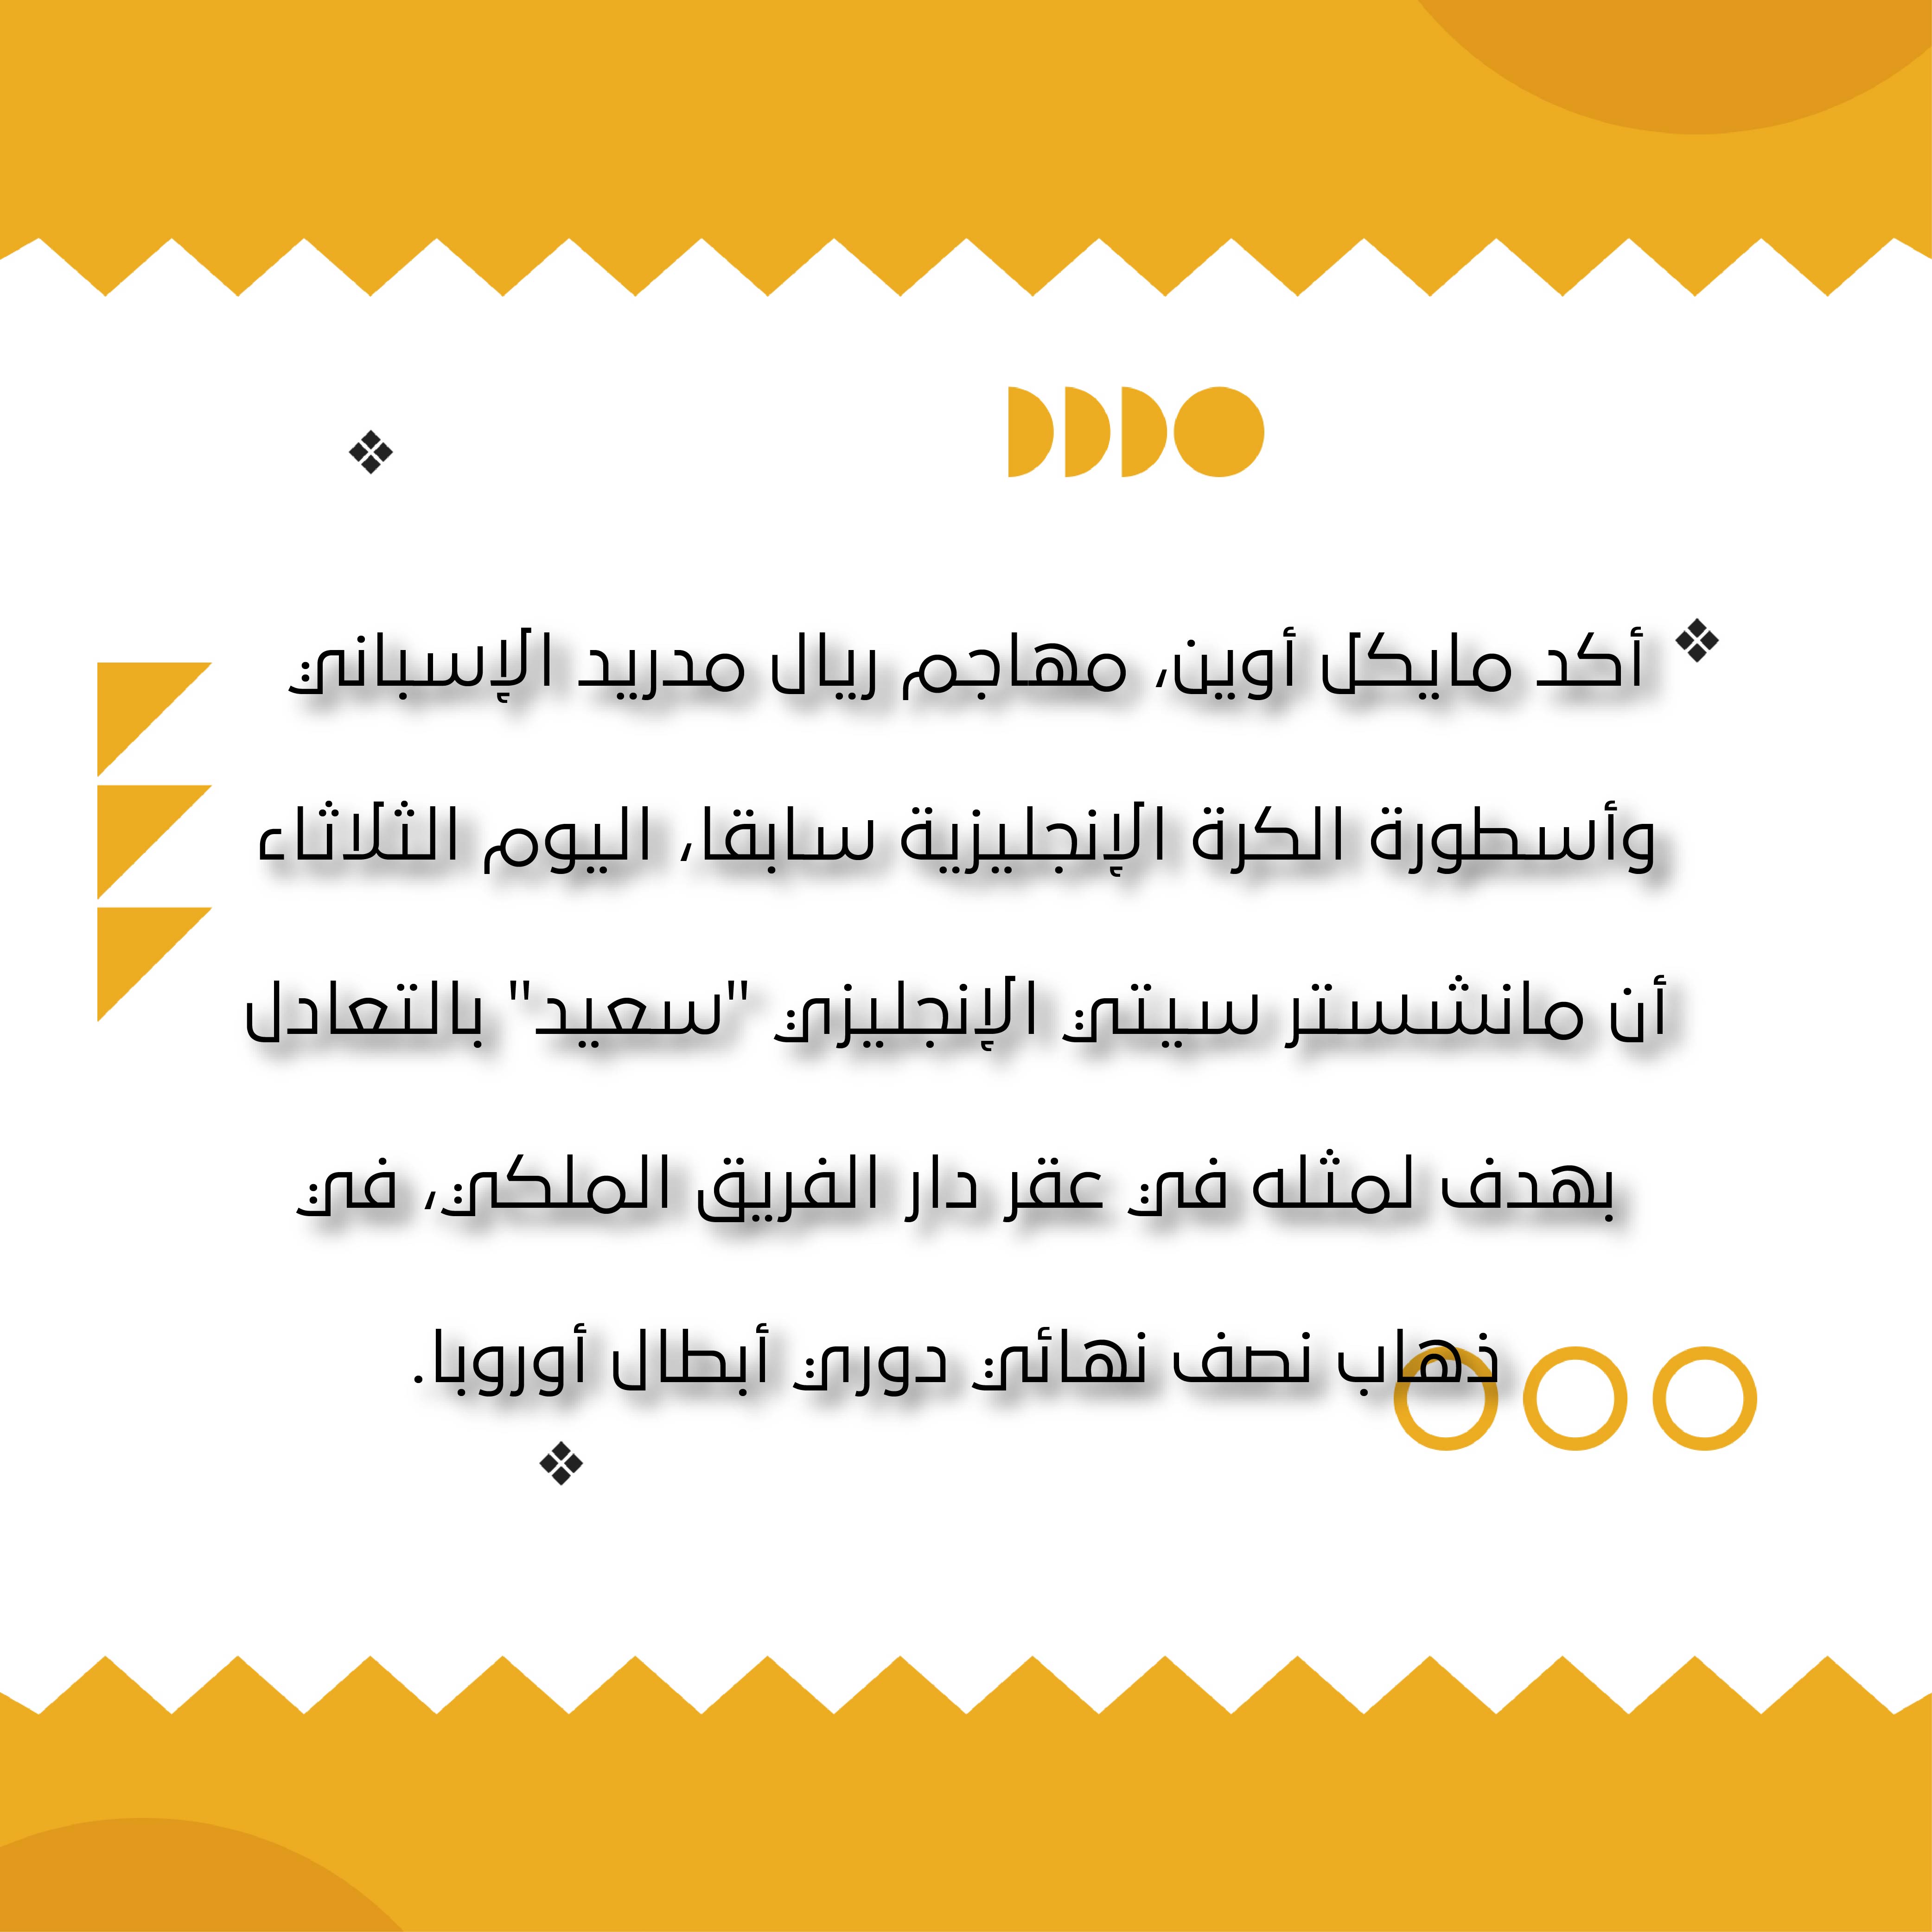 أكد مايكل أوين، مهاجم ريال مدريد الإسباني
وأسطورة الكرة الإنجليزية سابقا، اليوم الثلاثاء
أن مانشستر سيتي الإنجليزي "سعيد" بالتعادل
بهدف لمثله في عقر دار الفريق الملكي، في
ذهاب نصف نهائي دوري أبطال أوروبا.